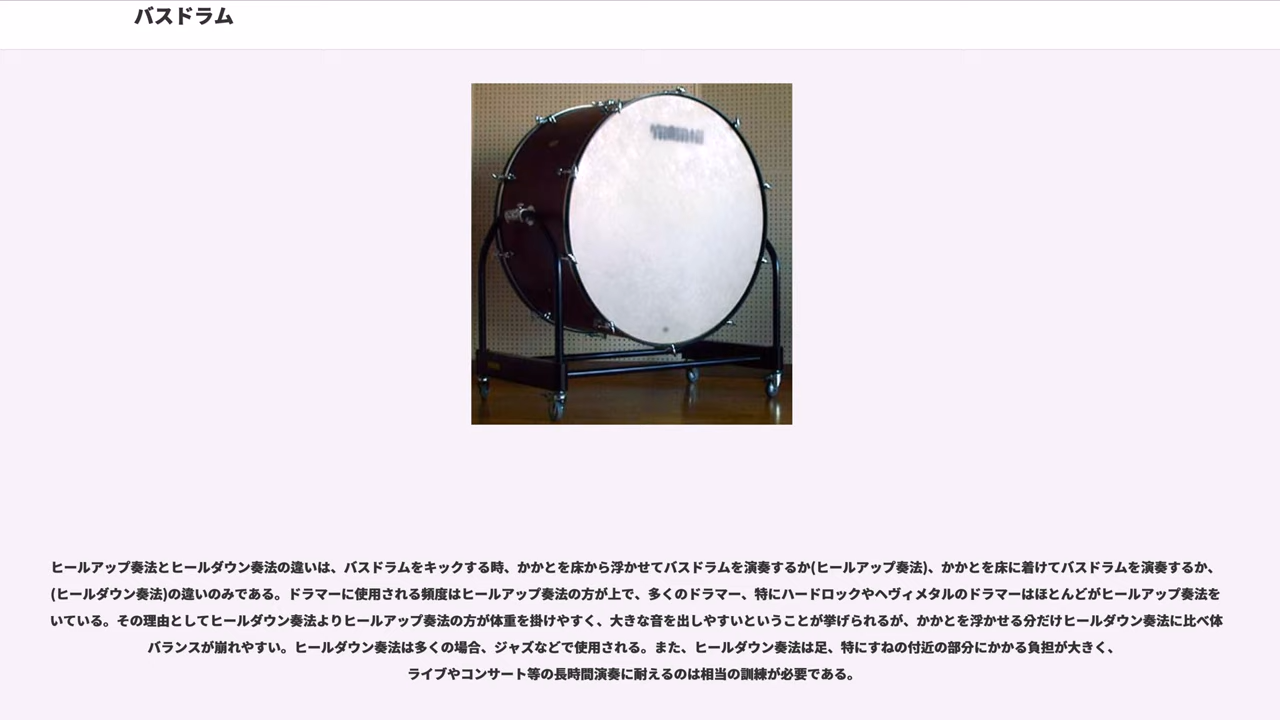 バスドラム
ヒールアップ奏法とヒールダウン奏法の違いは、バスドラムをキックする時、かかとを床から浮かせてバスドラムを演奏するか(ヒールアップ奏法)、かかとを床に着けてバスドラムを演奏するか、
(ヒールダウン奏法)の違いのみである。ドラマーに使用される頻度はヒールアップ奏法の方が上で、多くのドラマー、特にハードロックやヘヴィメタルのドラマーはほとんどがヒールアップ奏法を
いている。その理由としてヒールダウン奏法よりヒールアップ奏法の方が体重を掛けやすく、大きな音を出しやすいということが挙げられるが、かかとを浮かせる分だけヒールダウン奏法に比べ体
バランスが崩れやすい。ヒールダウン奏法は多くの場合、ジャズなどで使用される。また、ヒールダウン奏法は足、特にすねの付近の部分にかかる負担が大きく、
ライブやコンサート等の長時間演奏に耐えるのは相当の訓練が必要である。